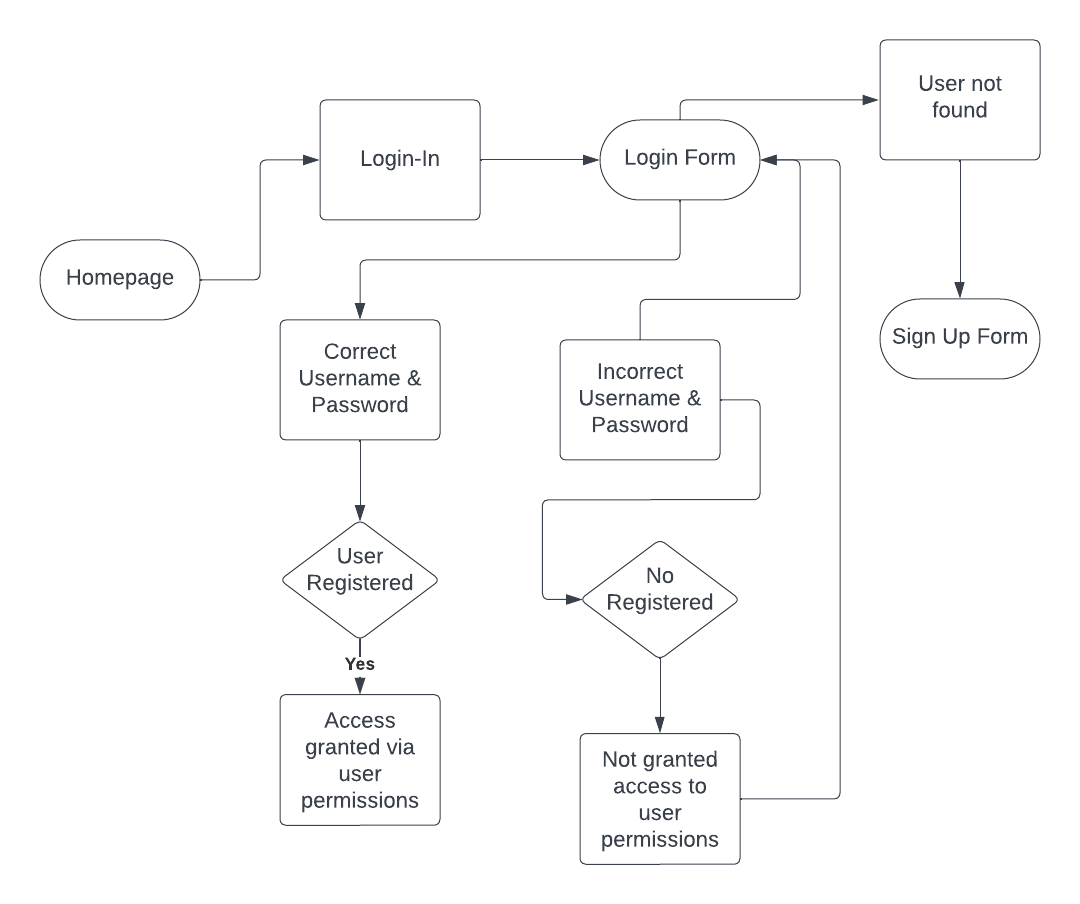 User not
found
Login-In
Login Form
Homepage
Sign Up Form
Correct
Username &
Password
Incorrect
Username &
Password
User
Registered
No
Registered
Yes
Access
granted via
user
permissions
Not granted
access to
user
permissions